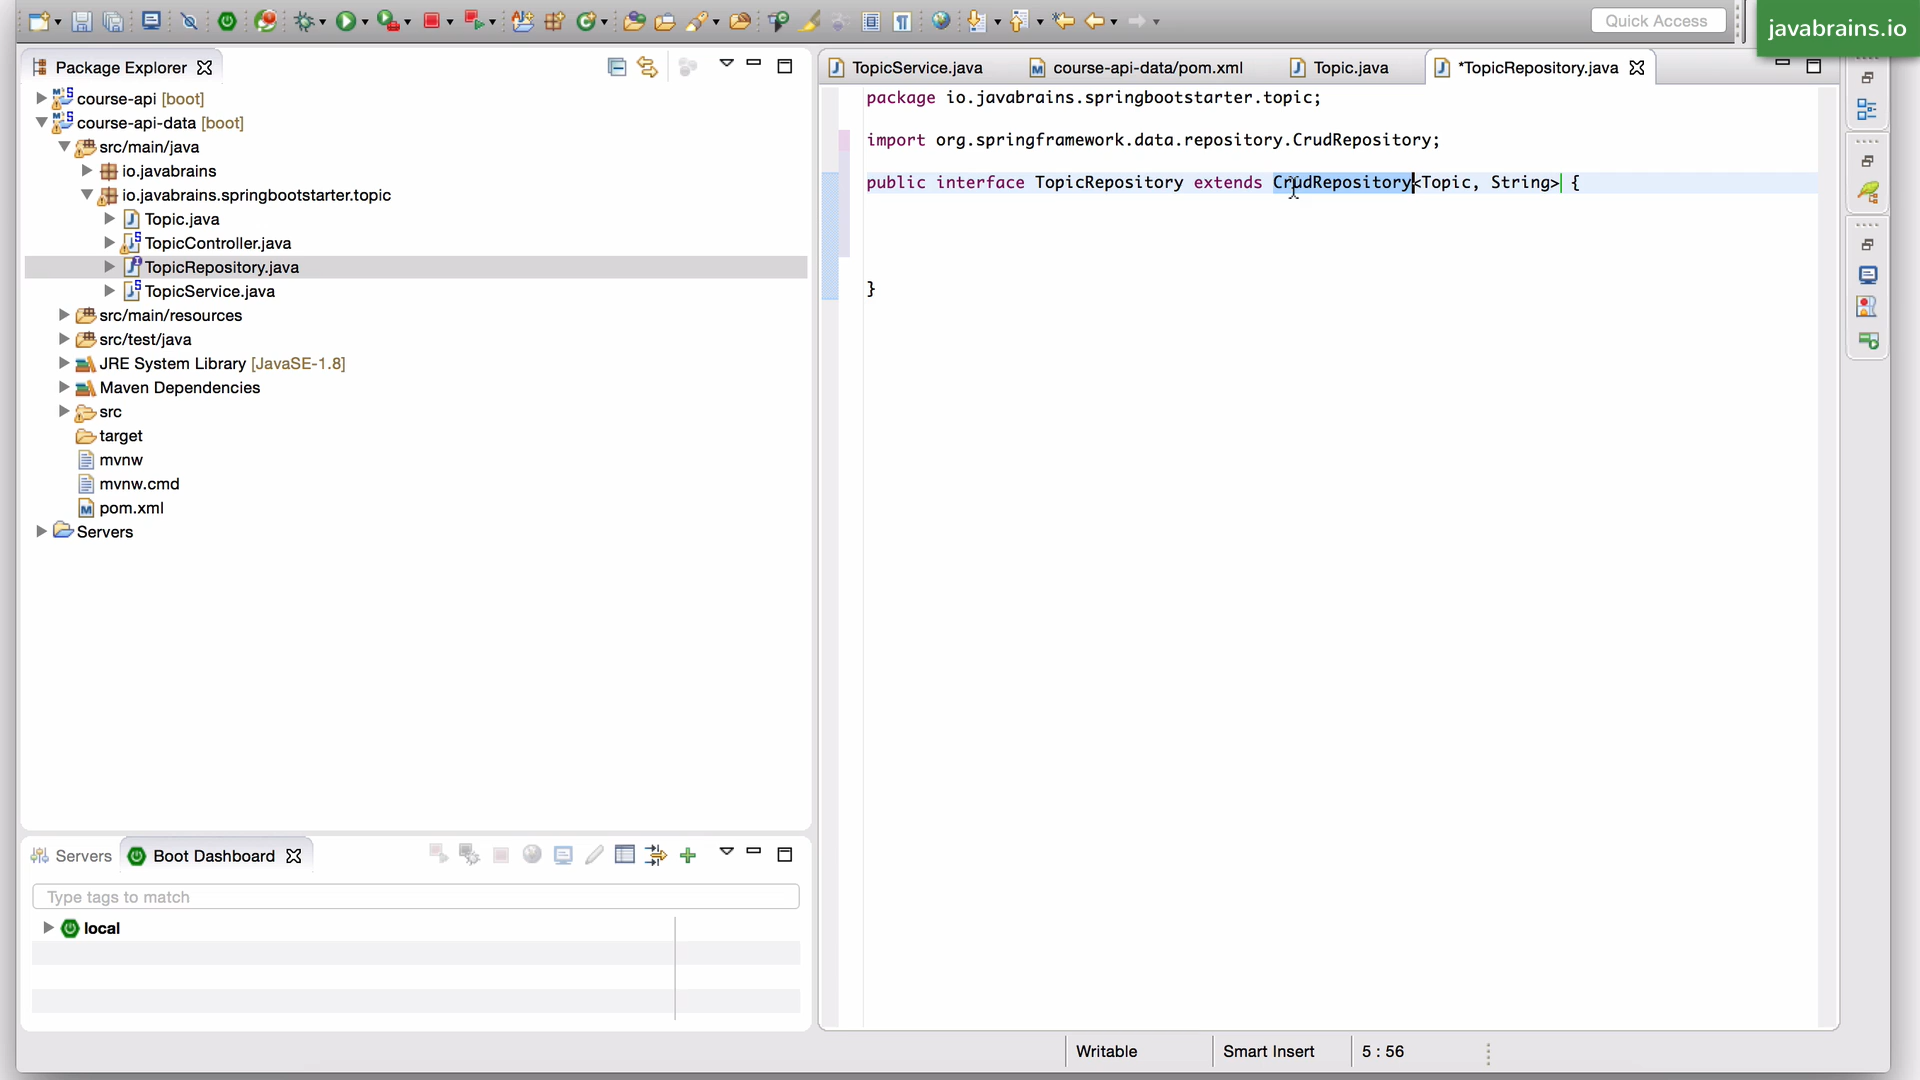 Quick Access
javabrains.io
Package Explorer
course-api [boot]
course-api-data [boot]
src/main/java
io.javabrains
io.javabrains.springbootstarter.topic
Topic.java
TopicController.java
TopicRepository.java
TopicService.java
src/main/resources
src/test/java
JRE System Library [JavaSE-1.8]
Maven Dependencies
src
target
mvnw
mvnw.cmd
pom.xml
Servers
Servers
Boot Dashboard
Type tags to match
local
TopicService.java
course-api-data/pom.xml
Topic.java
*TopicRepository.java
package io.javabrains.springbootstarter.topic;
import org.springframework.data.repository.CrudRepository;
public interface TopicRepository extends CrudRepository<Topic, String> {
}
Writable
Smart Insert
5 : 56